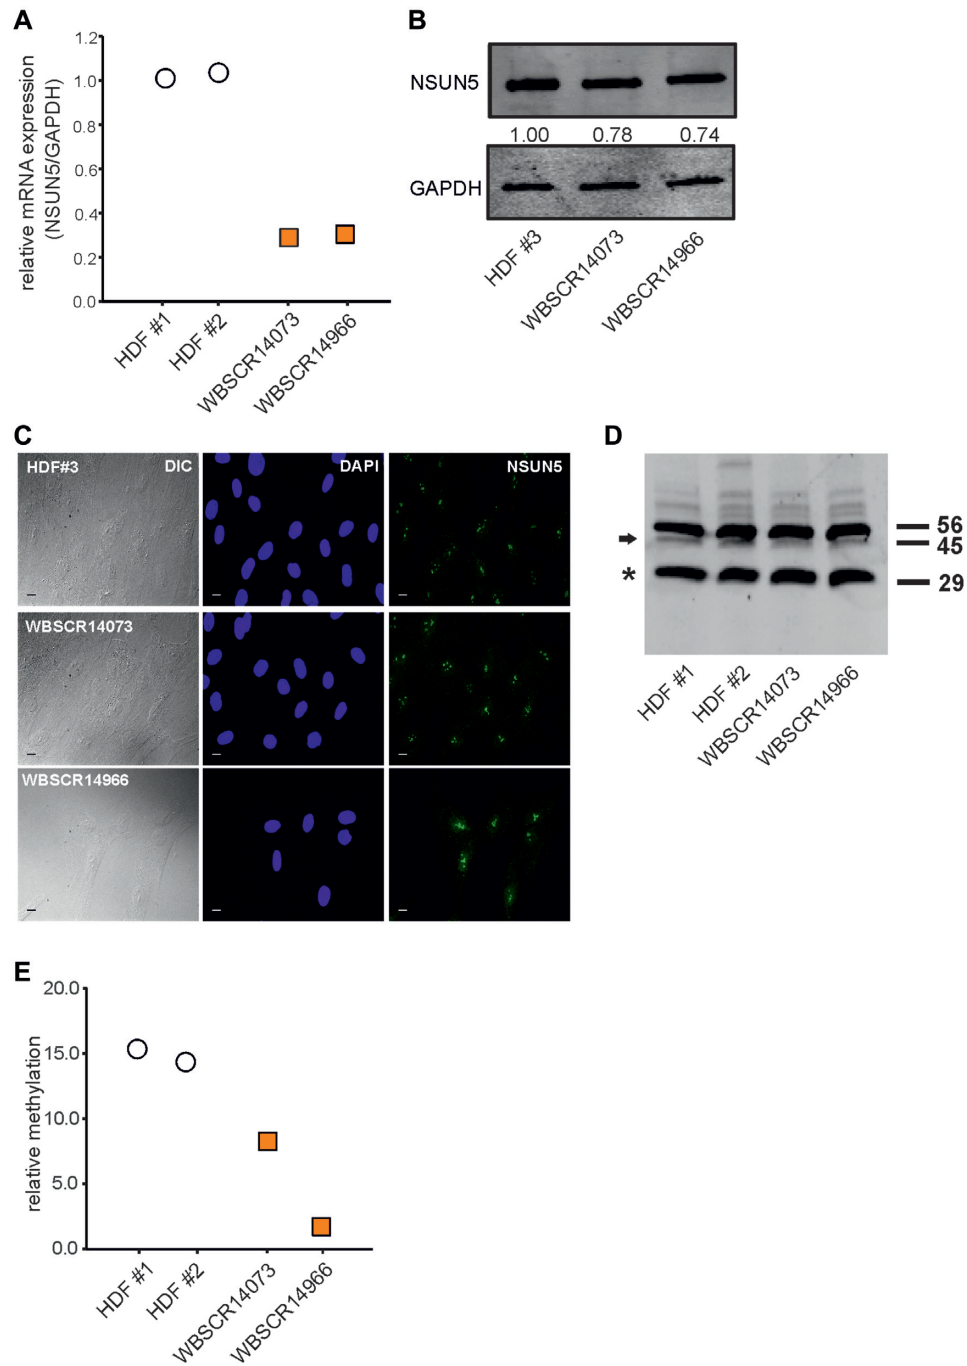 A
relative mRNA expression
(NSUN5/GAPDH)
1.2
1.0
0.8
0.6
0.4
0.2
0.0
HDF #1
HDF #2
WBSCR14073
WBSCR14966
B
NSUN5
1.00 0.78 0.74
GAPDH
HDF #3
WBSCR14073
WBSCR14966
C
HDF#3 DIC DAPI NSUN5
WBSCR14073
WBSCR14966
D
56
45
*
29
HDF #1
HDF #2
WBSCR14073
WBSCR14966
E
relative methylation
20.0
15.0
10.0
5.0
0.0
HDF #1
HDF #2
WBSCR14073
WBSCR14966